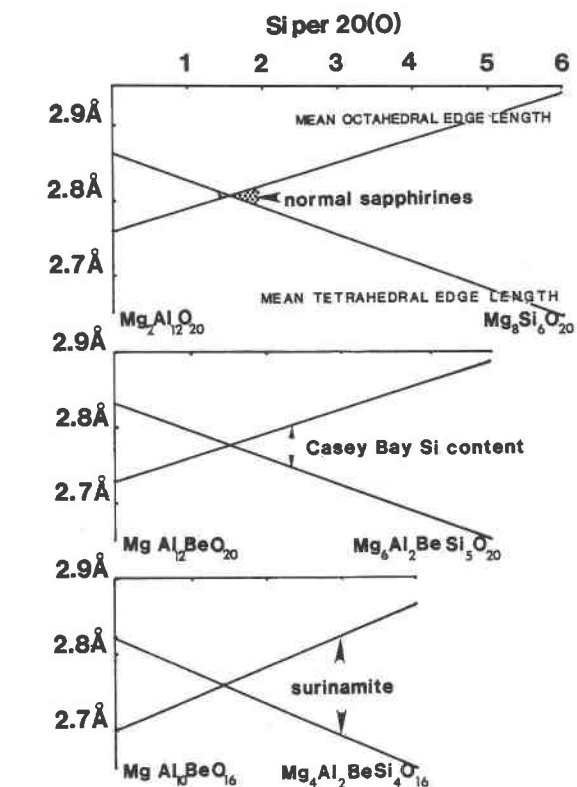 Si per 20(O)
1 2 3 4 5 6
2.9Å
MEAN OCTAHEDRAL EDGE LENGTH
2.8Å
normal sapphirines
2.7Å
MEAN TETRAHEDRAL EDGE LENGTH
Mg₂Al₁₂O₂₀ Mg₈Si₆O₂₀
2.9Å
2.8Å
Casey Bay Si content
2.7Å
Mg Al₁₂BeO₂₀ Mg₆Al₂BeSi₅O₂₀
2.9Å
2.8Å
surinamite
2.7Å
Mg Al₁₀BeO₁₆ Mg₄Al₂BeSi₄O₁₆